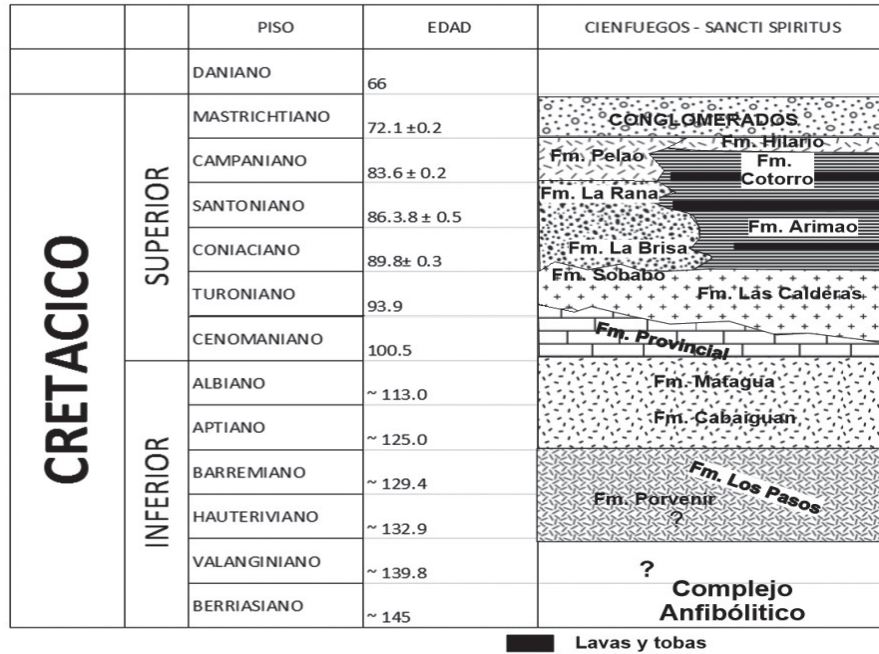 PISO EDAD CIENFUEGOS - SANCTI SPIRITUS
DANIANO 66
CRETACICO
SUPERIOR
MASTRICHTIANO 72.1 ±0.2
CONGLOMERADOS
CAMPANIANO 83.6 ± 0.2
Fm. Pelao
Fm. Hilario
Fm.
Cotorro
SANTONIANO 86.3.8 ± 0.5
Fm. La Rana
Fm. Arimao
CONIACIANO 89.8± 0.3
Fm. La Brisa
TURONIANO 93.9
Fm. Sobabo
Fm. Las Calderas
CENOMANIANO 100.5
Fm. Provincial
INFERIOR
ALBIANO ~ 113.0
Fm. Matagua
APTIANO ~ 125.0
Fm. Cabaiguan
BARREMIANO ~ 129.4
Fm. Los Pasos
HAUTERIVIANO ~ 132.9
Fm. Porvenir
?
VALANGINIANO ~ 139.8
?
BERRIASIANO ~ 145
Complejo
Anfibólitico
Lavas y tobas